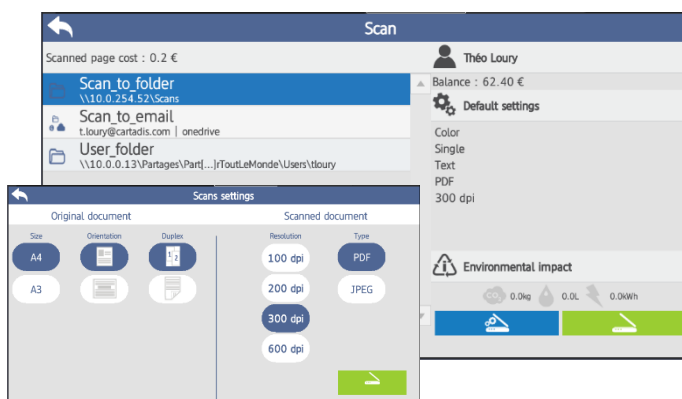 Scan
Scanned page cost : 0.2 €
Scan_to_folder
\\10.0.254.52\Scans
Scan_to_email
t.loury@cartadis.com | onedrive
User_folder
\\10.0.0.13\Partages\Part[...]rToutLeMonde\Users\tloury
Théo Loury
Balance : 62.40 €
Default settings
Color
Single
Text
PDF
300 dpi
Environmental impact
CO₂ 0.0kg 0.0L 0.0kWh
Scans settings
Original document
Scanned document
Size Orientation Duplex Resolution Type
A4 1 2 100 dpi PDF
A3 200 dpi JPEG
300 dpi
600 dpi